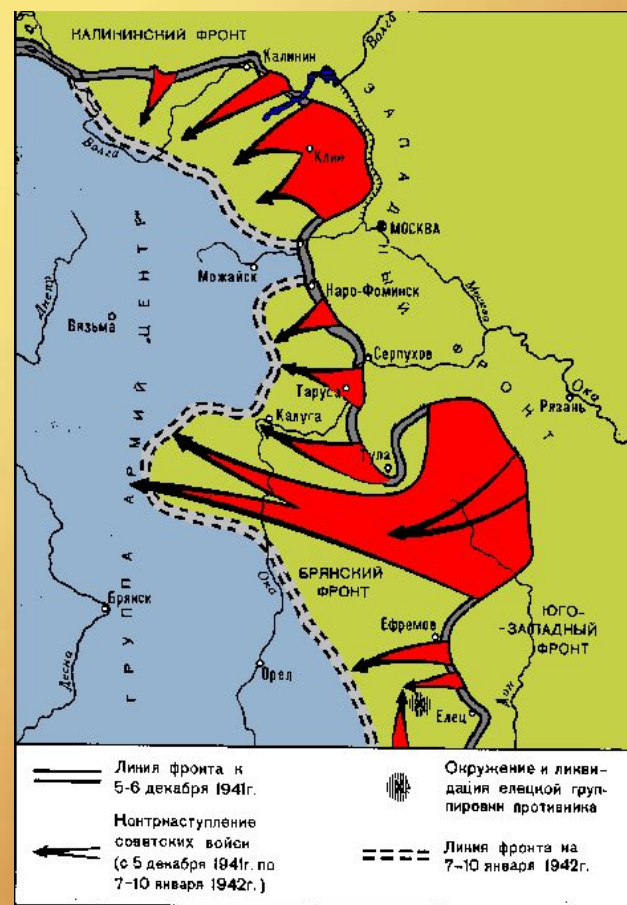 КАЛИНИНСКИЙ ФРОНТ
Калинин
Волга
Волга
Клин
ЗАПАДНЫЙ ФРОНТ
МОСКВА
Можайск
Москва
Наро-Фоминск
Днепр
Вязьма
ГРУППА АРМИЙ „ЦЕНТР“
Серпухов
Таруса
Ока
Рязань
Калуга
Тула
БРЯНСКИЙ
ФРОНТ
Ока
Брянск
Десна
Орел
Ефремов
ЮГО-
-ЗАПАДНЫЙ
ФРОНТ
Дон
Елец
Линия фронта к
5-6 декабря 1941г.
Контрнаступление
советских войск
(с 5 декабря 1941г. по
7-10 января 1942г.)
Окружение и ликви-
дация елецкой груп-
пировки противника
Линия фронта на
7-10 января 1942г.